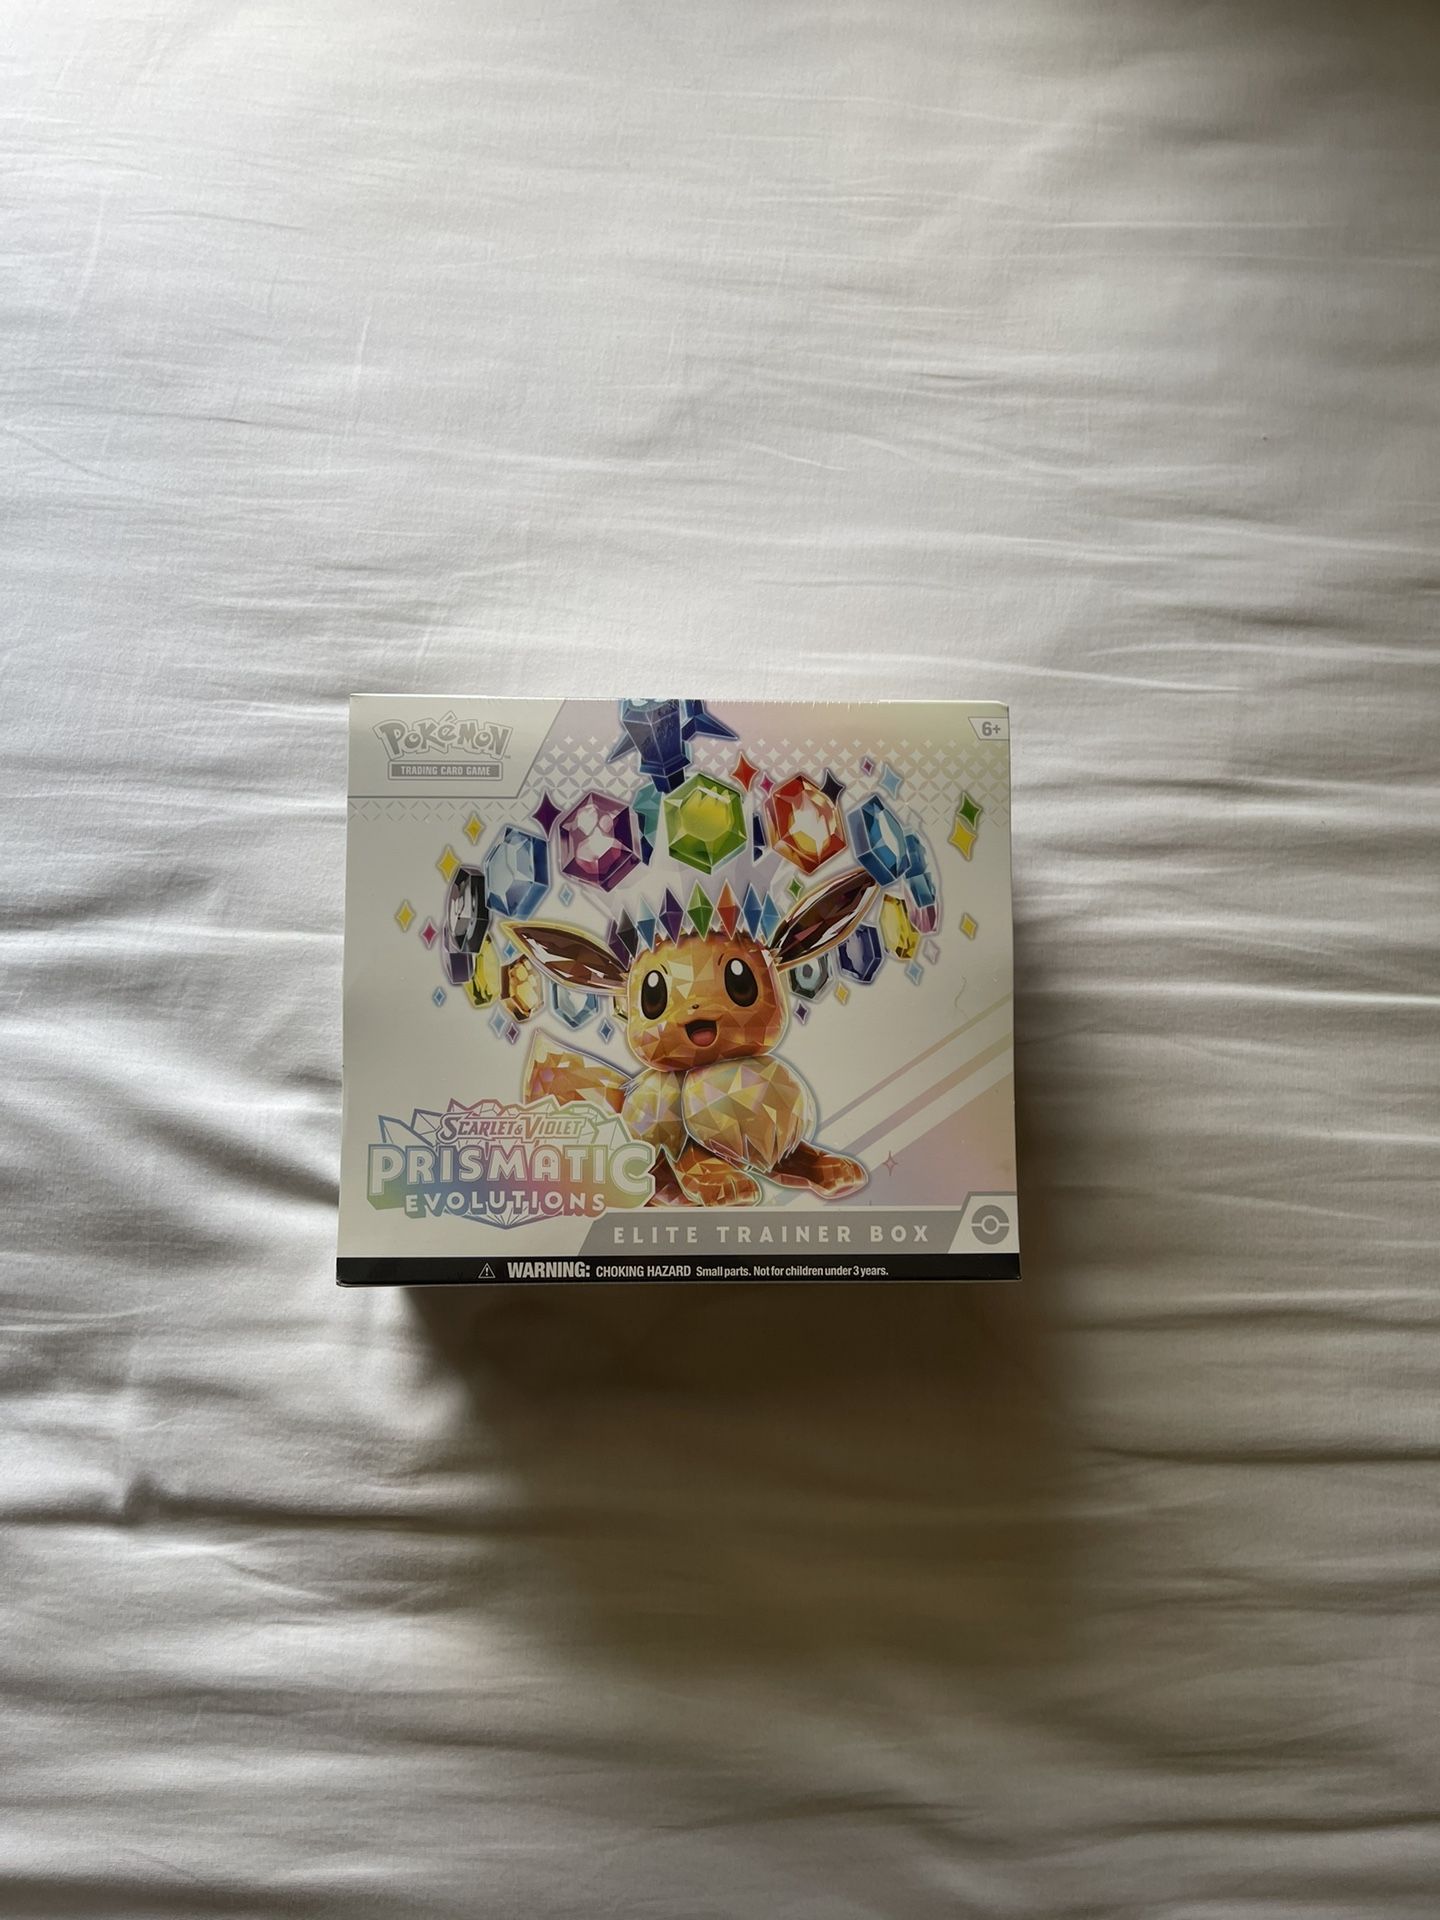 POKéMON
TRADING CARD GAME
6+
SCARLET & VIOLET
PRISMATIC
EVOLUTIONS
ELITE TRAINER BOX
WARNING: CHOKING HAZARD Small parts. Not for children under 3 years.